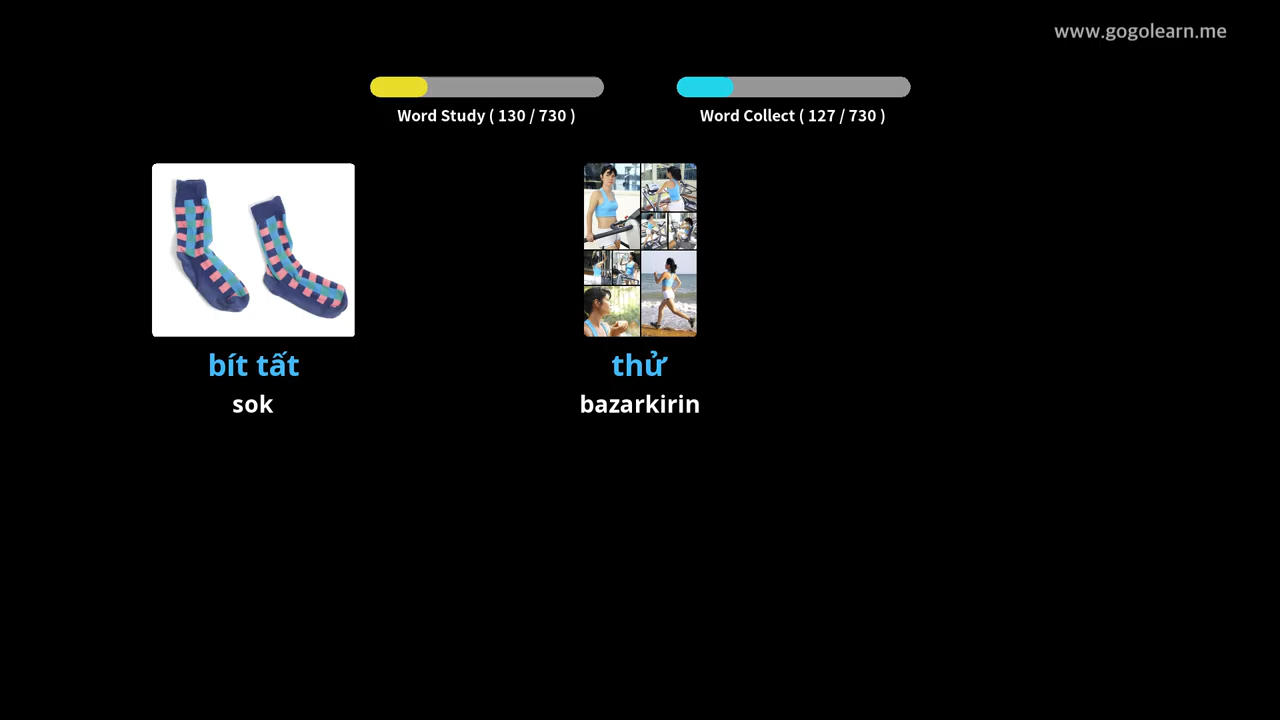 www.gogolearn.me
Word Study ( 130 / 730 )
Word Collect ( 127 / 730 )
bít tất
sok
thử
bazarkirin